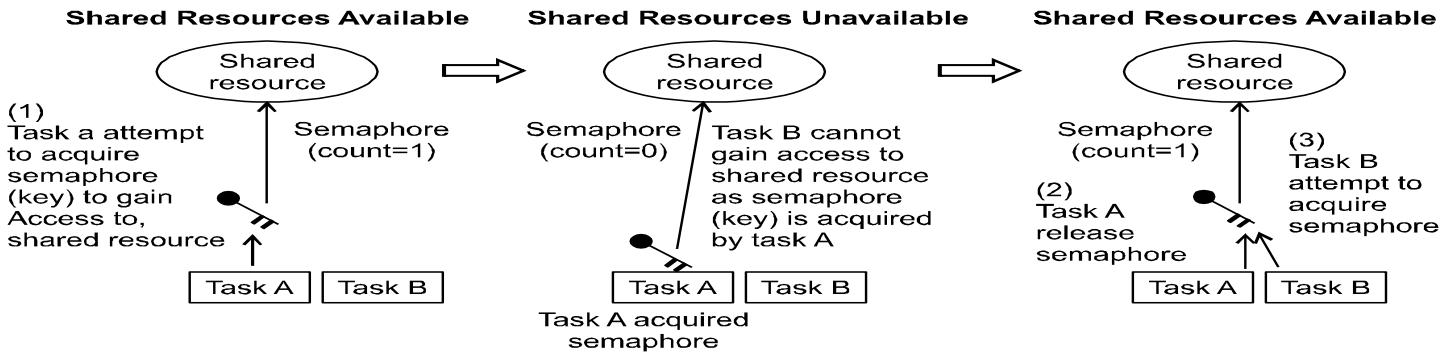 Shared Resources Available
Shared
resource
(1)
Task a attempt
to acquire
semaphore
(key) to gain
Access to,
shared resource
Semaphore
(count=1)
Task A
Task B
Shared Resources Unavailable
Shared
resource
Semaphore
(count=0)
Task B cannot
gain access to
shared resource
as semaphore
(key) is acquired
by task A
Task A
Task B
Task A acquired
semaphore
Shared Resources Available
Shared
resource
Semaphore
(count=1)
(2)
Task A
release
semaphore
(3)
Task B
attempt to
acquire
semaphore
Task A
Task B